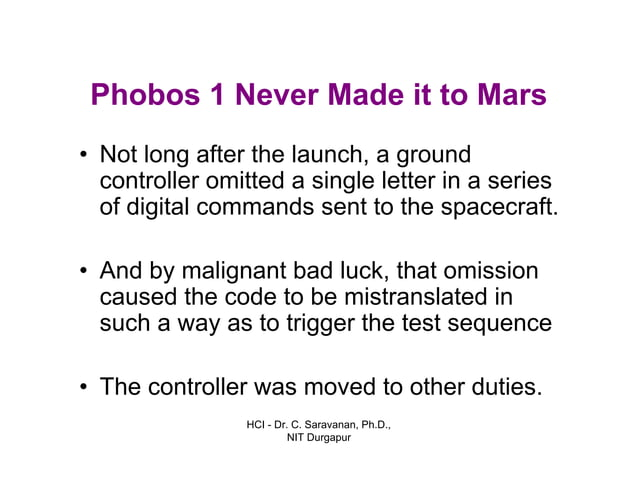 Phobos 1 Never Made it to Mars
• Not long after the launch, a ground
controller omitted a single letter in a series
of digital commands sent to the spacecraft.
• And by malignant bad luck, that omission
caused the code to be mistranslated in
such a way as to trigger the test sequence
• The controller was moved to other duties.
HCI - Dr. C. Saravanan, Ph.D.,
NIT Durgapur